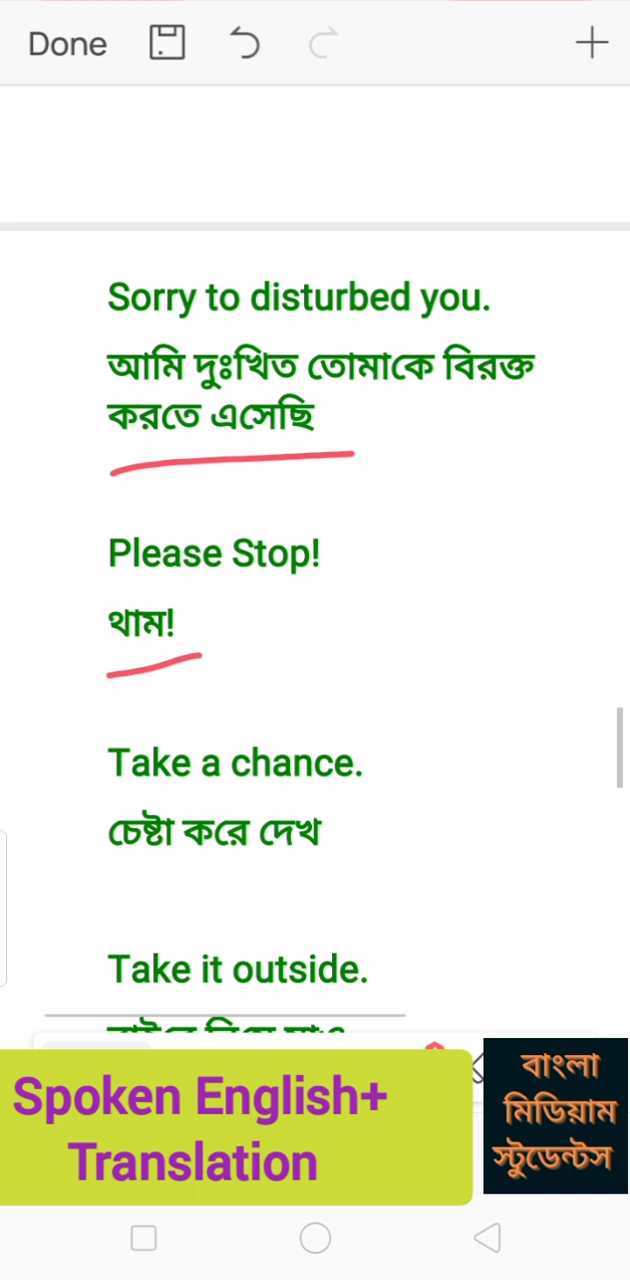 Done
Sorry to disturbed you.
আমি দুঃখিত তোমাকে বিরক্ত
করতে এসেছি
Please Stop!
থাম!
Take a chance.
চেষ্টা করে দেখ
Take it outside.
Spoken English+
Translation
বাংলা
মিডিয়াম
স্টুডেন্টস